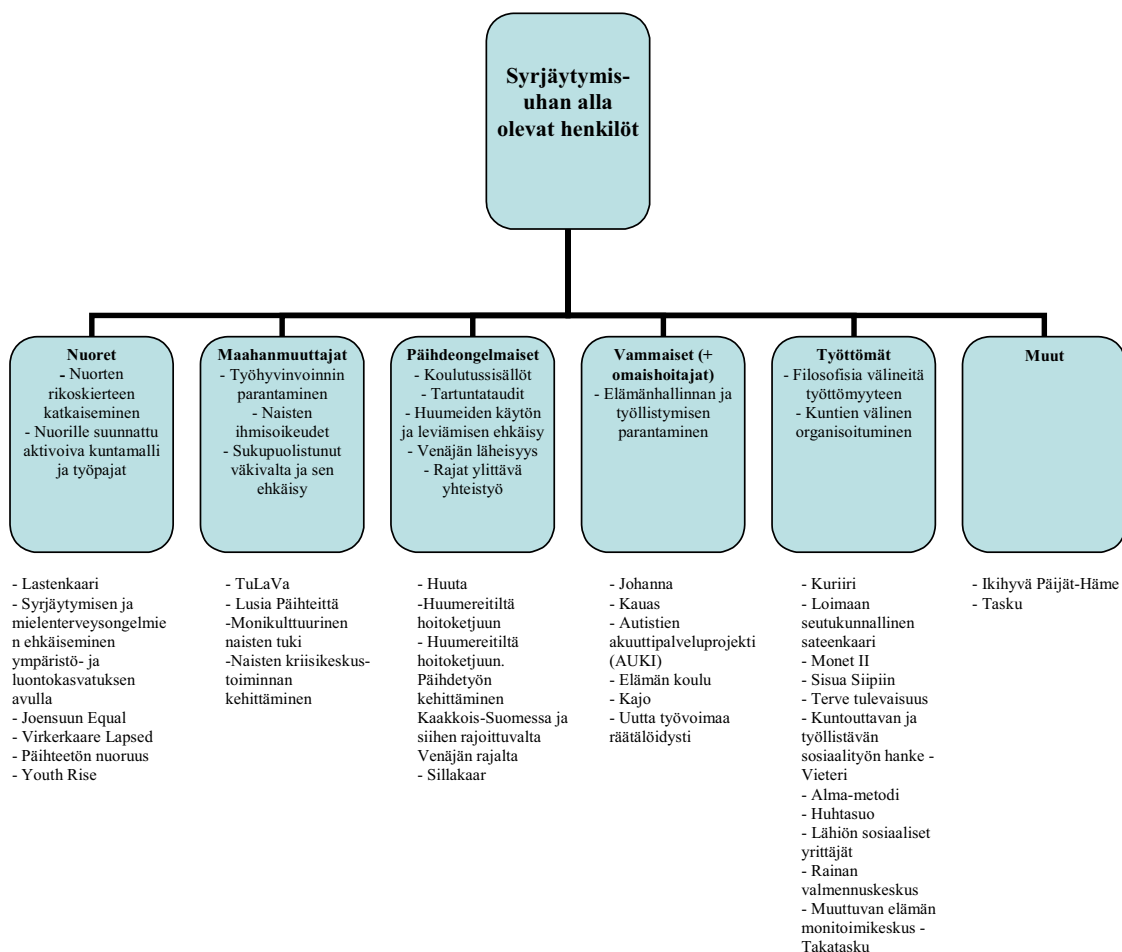 Syrjäytymis-
uhan alla
olevat henkilöt
Nuoret
- Nuorten
rikoskierteen
katkaiseminen
- Nuorille suunnattu
aktivoiva kuntamalli
ja työpajat
Maahanmuuttajat
- Työhyvinvoinnin
parantaminen
- Naisten
ihmisoikeudet
- Sukupuolistunut
väkivalta ja sen
ehkäisy
Päihdeongelmaiset
- Koulutussisällöt
- Tartuntataudit
- Huumeiden käytön
ja leviämisen ehkäisy
- Venäjän läheisyys
- Rajat ylittävä
yhteistyö
Vammaiset (+
omaishoitajat)
- Elämänhallinnan ja
työllistymisen
parantaminen
Työttömät
- Filosofisia välineitä
työttömyyteen
- Kuntien välinen
organisoituminen
Muut
- Lastenkaari
- Syrjäytymisen ja
mielenterveysongelmie
n ehkäiseminen
ympäristö- ja
luontokasvatuksen
avulla
- Joensuun Equal
- Virkerkaare Lapsed
- Päihteetön nuoruus
- Youth Rise
- TuLaVa
- Lusia Päihteittä
-Monikulttuurinen
naisten tuki
-Naisten kriisikeskus-
toiminnan
kehittäminen
- Huuta
-Huumereitiltä
hoitoketjuun
- Huumereitiltä
hoitoketjuun.
Päihdetyön
kehittäminen
Kaakkois-Suomessa ja
siihen rajoittuvalta
Venäjän rajalta
- Sillakaar
- Johanna
- Kauas
- Autistien
akuuttipalveluprojekti
(AUKI)
- Elämän koulu
- Kajo
- Uutta työvoimaa
räätälöidysti
- Kuriiri
- Loimaan
seutukunnallinen
sateenkaari
- Monet II
- Sisua Siipiin
- Terve tulevaisuus
- Kuntouttavan ja
työllistävän
sosiaalityön hanke -
Vieteri
- Alma-metodi
- Huhtasuo
- Lähiön sosiaaliset
yrittäjät
- Rainan
valmennuskeskus
- Muuttuvan elämän
monitoimikeskus -
Takatasku
- Ikihyvä Päijät-Häme
- Tasku